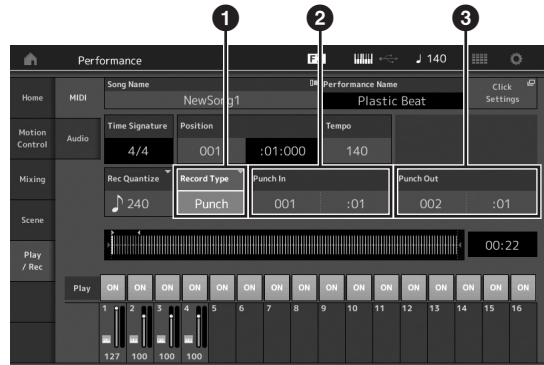 1 2 3
Performance 140
Song Name Performance Name
NewSong1 Plastic Beat Click Settings
Home MIDI
Motion Control Audio
Time Signature Position Tempo
4/4 001 :01:000 140
Mixing Rec Quantize Record Type Punch In Punch Out
240 Punch 001 :01 002 :01
Scene
Play / Rec 00:22
Play ON ON ON ON ON ON ON ON ON ON ON ON ON ON ON ON
1 2 3 4 5 6 7 8 9 10 11 12 13 14 15 16
127 100 100 100